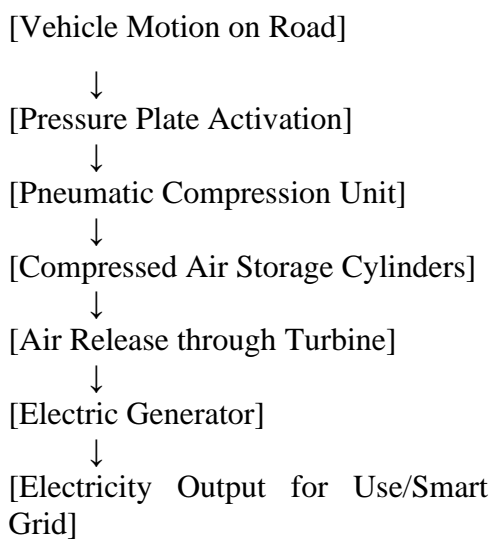 [Vehicle Motion on Road]
↓
[Pressure Plate Activation]
↓
[Pneumatic Compression Unit]
↓
[Compressed Air Storage Cylinders]
↓
[Air Release through Turbine]
↓
[Electric Generator]
↓
[Electricity Output for Use/Smart
Grid]